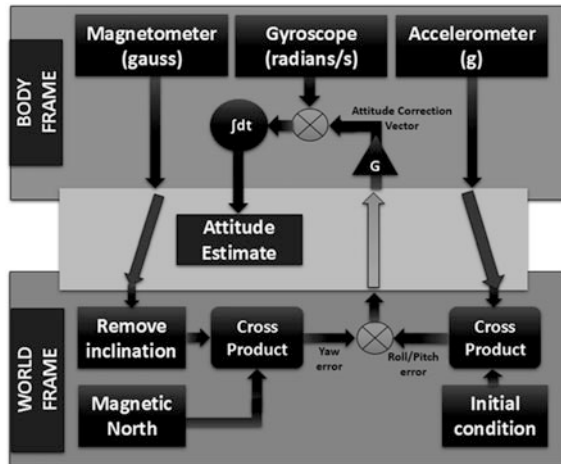 BODY
FRAME
Magnetometer
(gauss)
Gyroscope
(radians/s)
Accelerometer
(g)
Attitude Correction
Vector
∫dt
G
Attitude
Estimate
WORLD
FRAME
Remove
inclination
Cross
Product
Yaw
error
Roll/Pitch
error
Cross
Product
Magnetic
North
Initial
condition